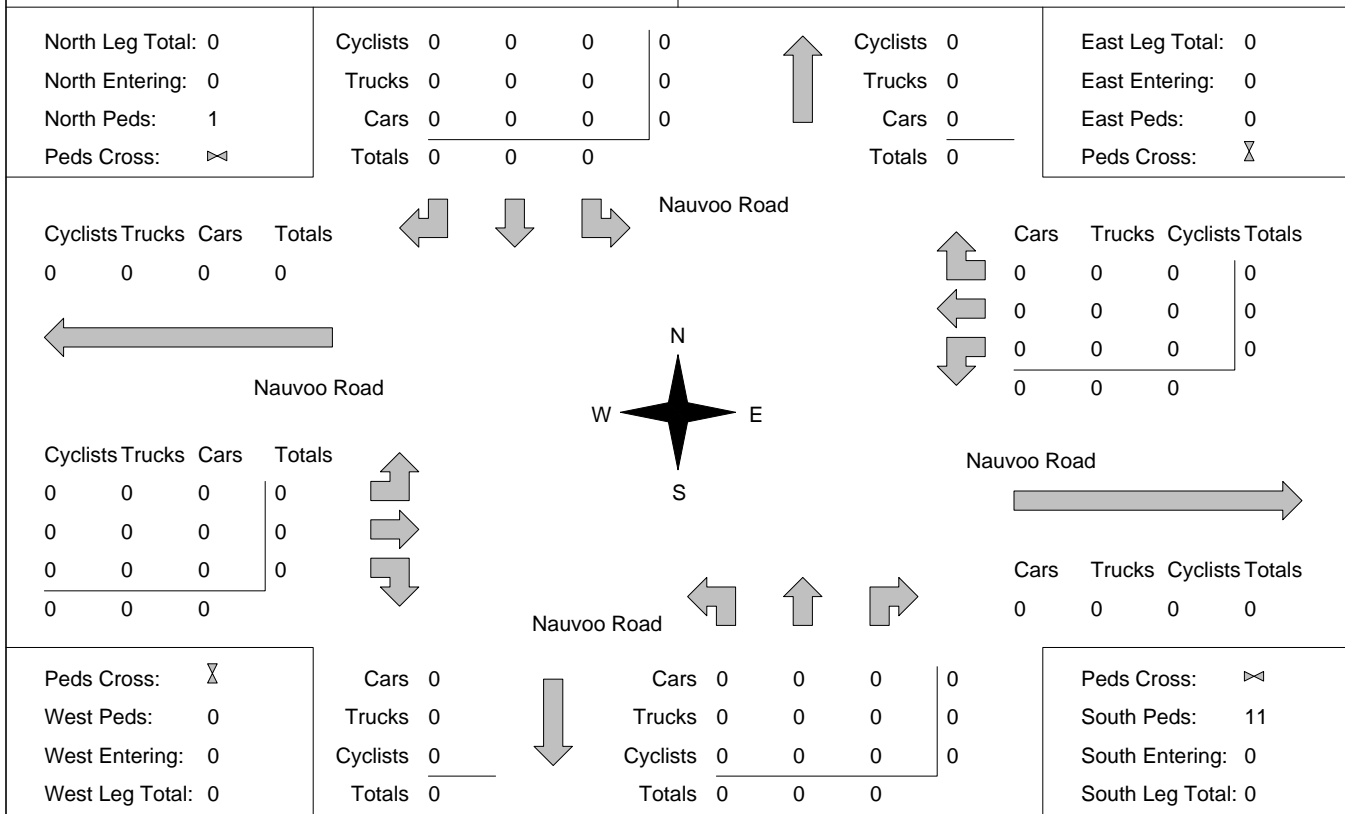 North Leg Total: 0
North Entering: 0
North Peds: 1
Peds Cross:
Cyclists 0 0 0 0
Trucks 0 0 0 0
Cars 0 0 0 0
Totals 0 0 0
Cyclists 0
Trucks 0
Cars 0
Totals 0
East Leg Total: 0
East Entering: 0
East Peds: 0
Peds Cross:
Nauvoo Road
Cyclists Trucks Cars Totals
0 0 0 0
Cars Trucks Cyclists Totals
0 0 0 0
0 0 0 0
0 0 0 0
0 0 0
Nauvoo Road
N
W E
S
Cyclists Trucks Cars Totals
0 0 0 0
0 0 0 0
0 0 0 0
0 0 0
Nauvoo Road
Cars Trucks Cyclists Totals
0 0 0 0
Nauvoo Road
Peds Cross:
West Peds: 0
West Entering: 0
West Leg Total: 0
Cars 0
Trucks 0
Cyclists 0
Totals 0
Cars 0 0 0 0
Trucks 0 0 0 0
Cyclists 0 0 0 0
Totals 0 0 0
Peds Cross:
South Peds: 11
South Entering: 0
South Leg Total: 0